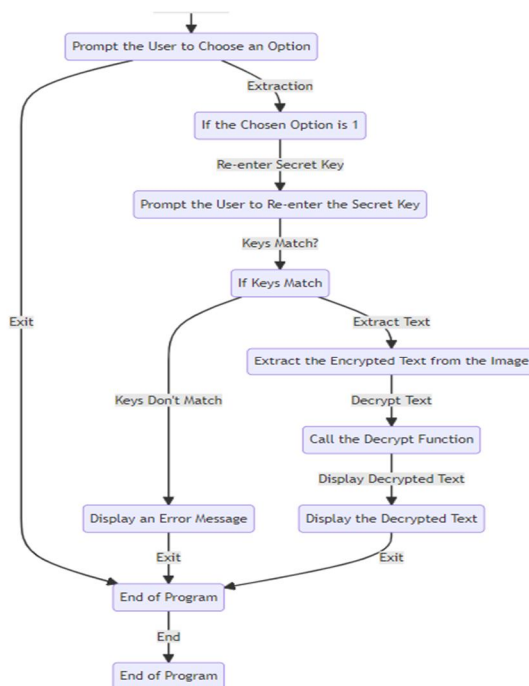 Prompt the User to Choose an Option
Extraction
If the Chosen Option is 1
Re-enter Secret Key
Prompt the User to Re-enter the Secret Key
Keys Match?
If Keys Match
Exit
Extract Text
Extract the Encrypted Text from the Image
Keys Don't Match
Decrypt Text
Call the Decrypt Function
Display Decrypted Text
Display an Error Message
Display the Decrypted Text
Exit
Exit
End of Program
End
End of Program